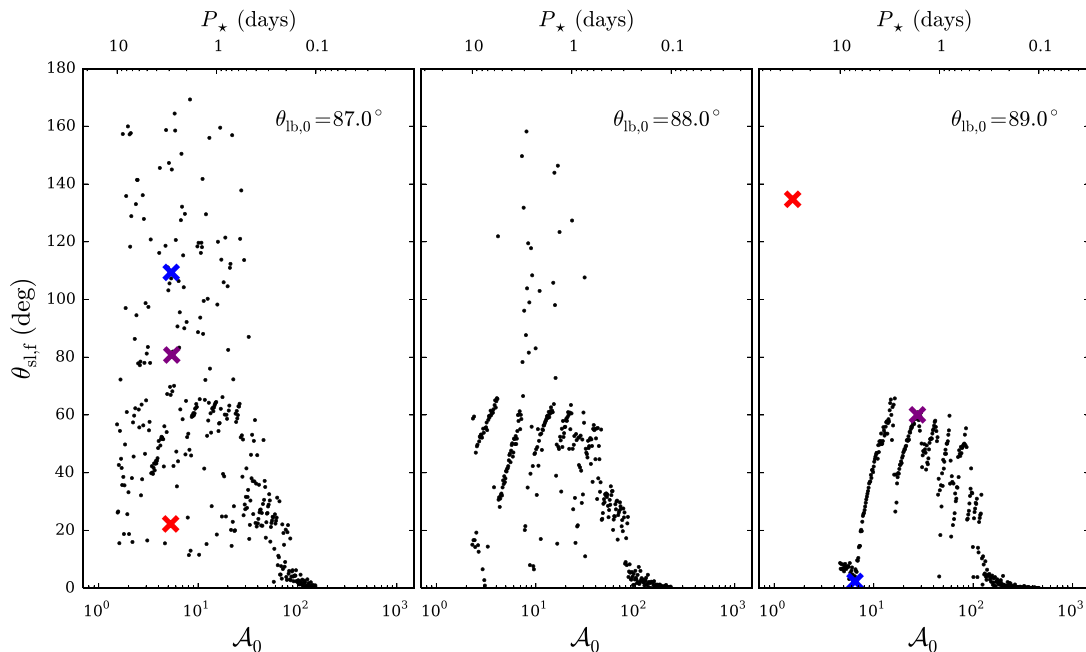 P⋆ (days) P⋆ (days) P⋆ (days)
10 1 0.1 10 1 0.1 10 1 0.1
180
160
140
120
100
80
60
40
20
0
θsl,f (deg)
θlb,0=87.0° θlb,0=88.0° θlb,0=89.0°
10⁰ 10¹ 10² 10³ 10⁰ 10¹ 10² 10³ 10⁰ 10¹ 10² 10³
𝒜₀ 𝒜₀ 𝒜₀